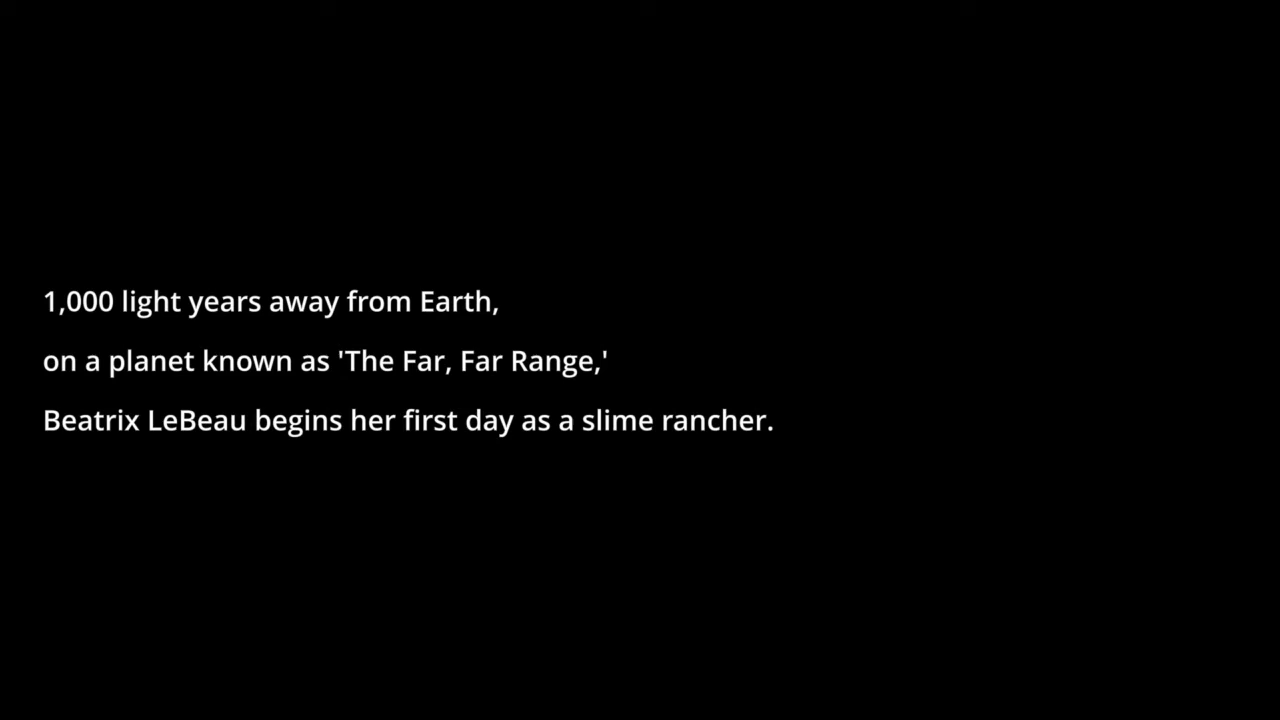 1,000 light years away from Earth,
on a planet known as 'The Far, Far Range,'
Beatrix LeBeau begins her first day as a slime rancher.